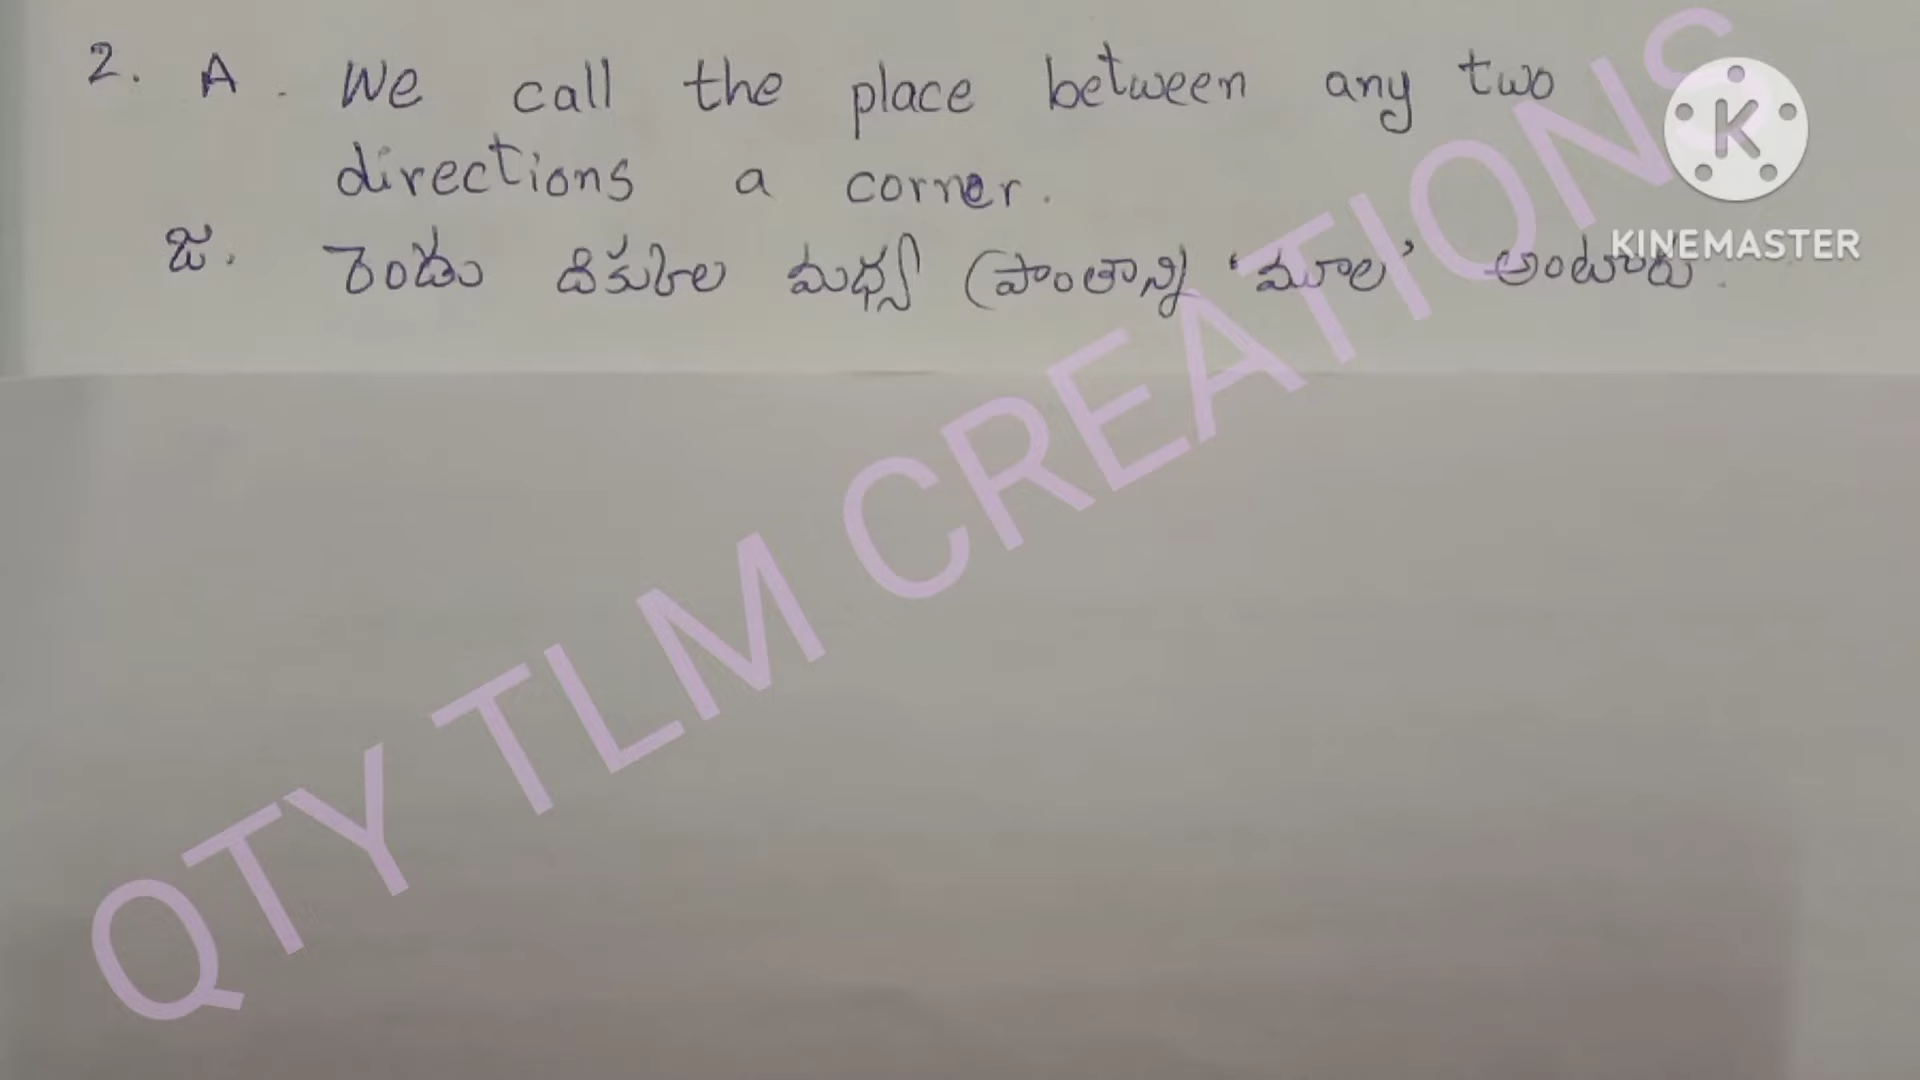 2. A. We call the place between any two
directions a corner.
జ. రెండు దికుల మధ్య ప్రాంతాన్ని 'మూల' అంటారు.
KINEMASTER
QTY TLM CREATIONS